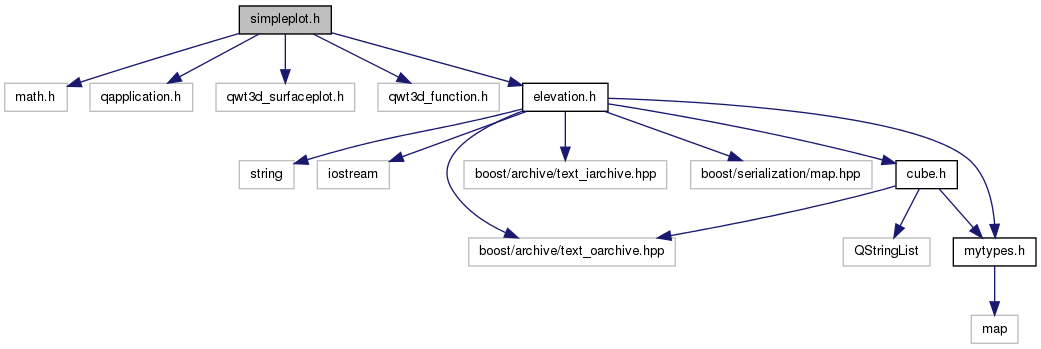 simpleplot.h
math.h
qapplication.h
qwt3d_surfaceplot.h
qwt3d_function.h
elevation.h
string
iostream
boost/archive/text_iarchive.hpp
boost/serialization/map.hpp
cube.h
boost/archive/text_oarchive.hpp
QStringList
mytypes.h
map